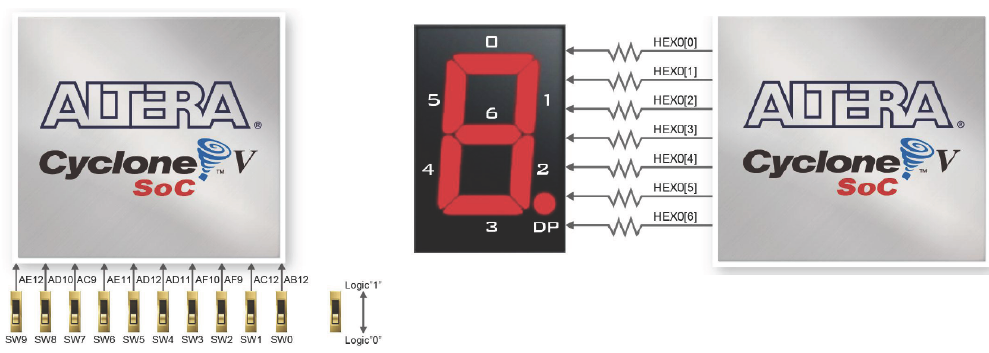 ALTERA®
Cyclone™ V
SoC
AE12 AD10 AC9 AE11 AD12 AD11 AF10 AF9 AC12 AB12
SW9 SW8 SW7 SW6 SW5 SW4 SW3 SW2 SW1 SW0
Logic"1"
Logic"0"
0
5
1
6
4
2
3
DP
HEX0[0]
HEX0[1]
HEX0[2]
HEX0[3]
HEX0[4]
HEX0[5]
HEX0[6]
ALTERA®
Cyclone™ V
SoC